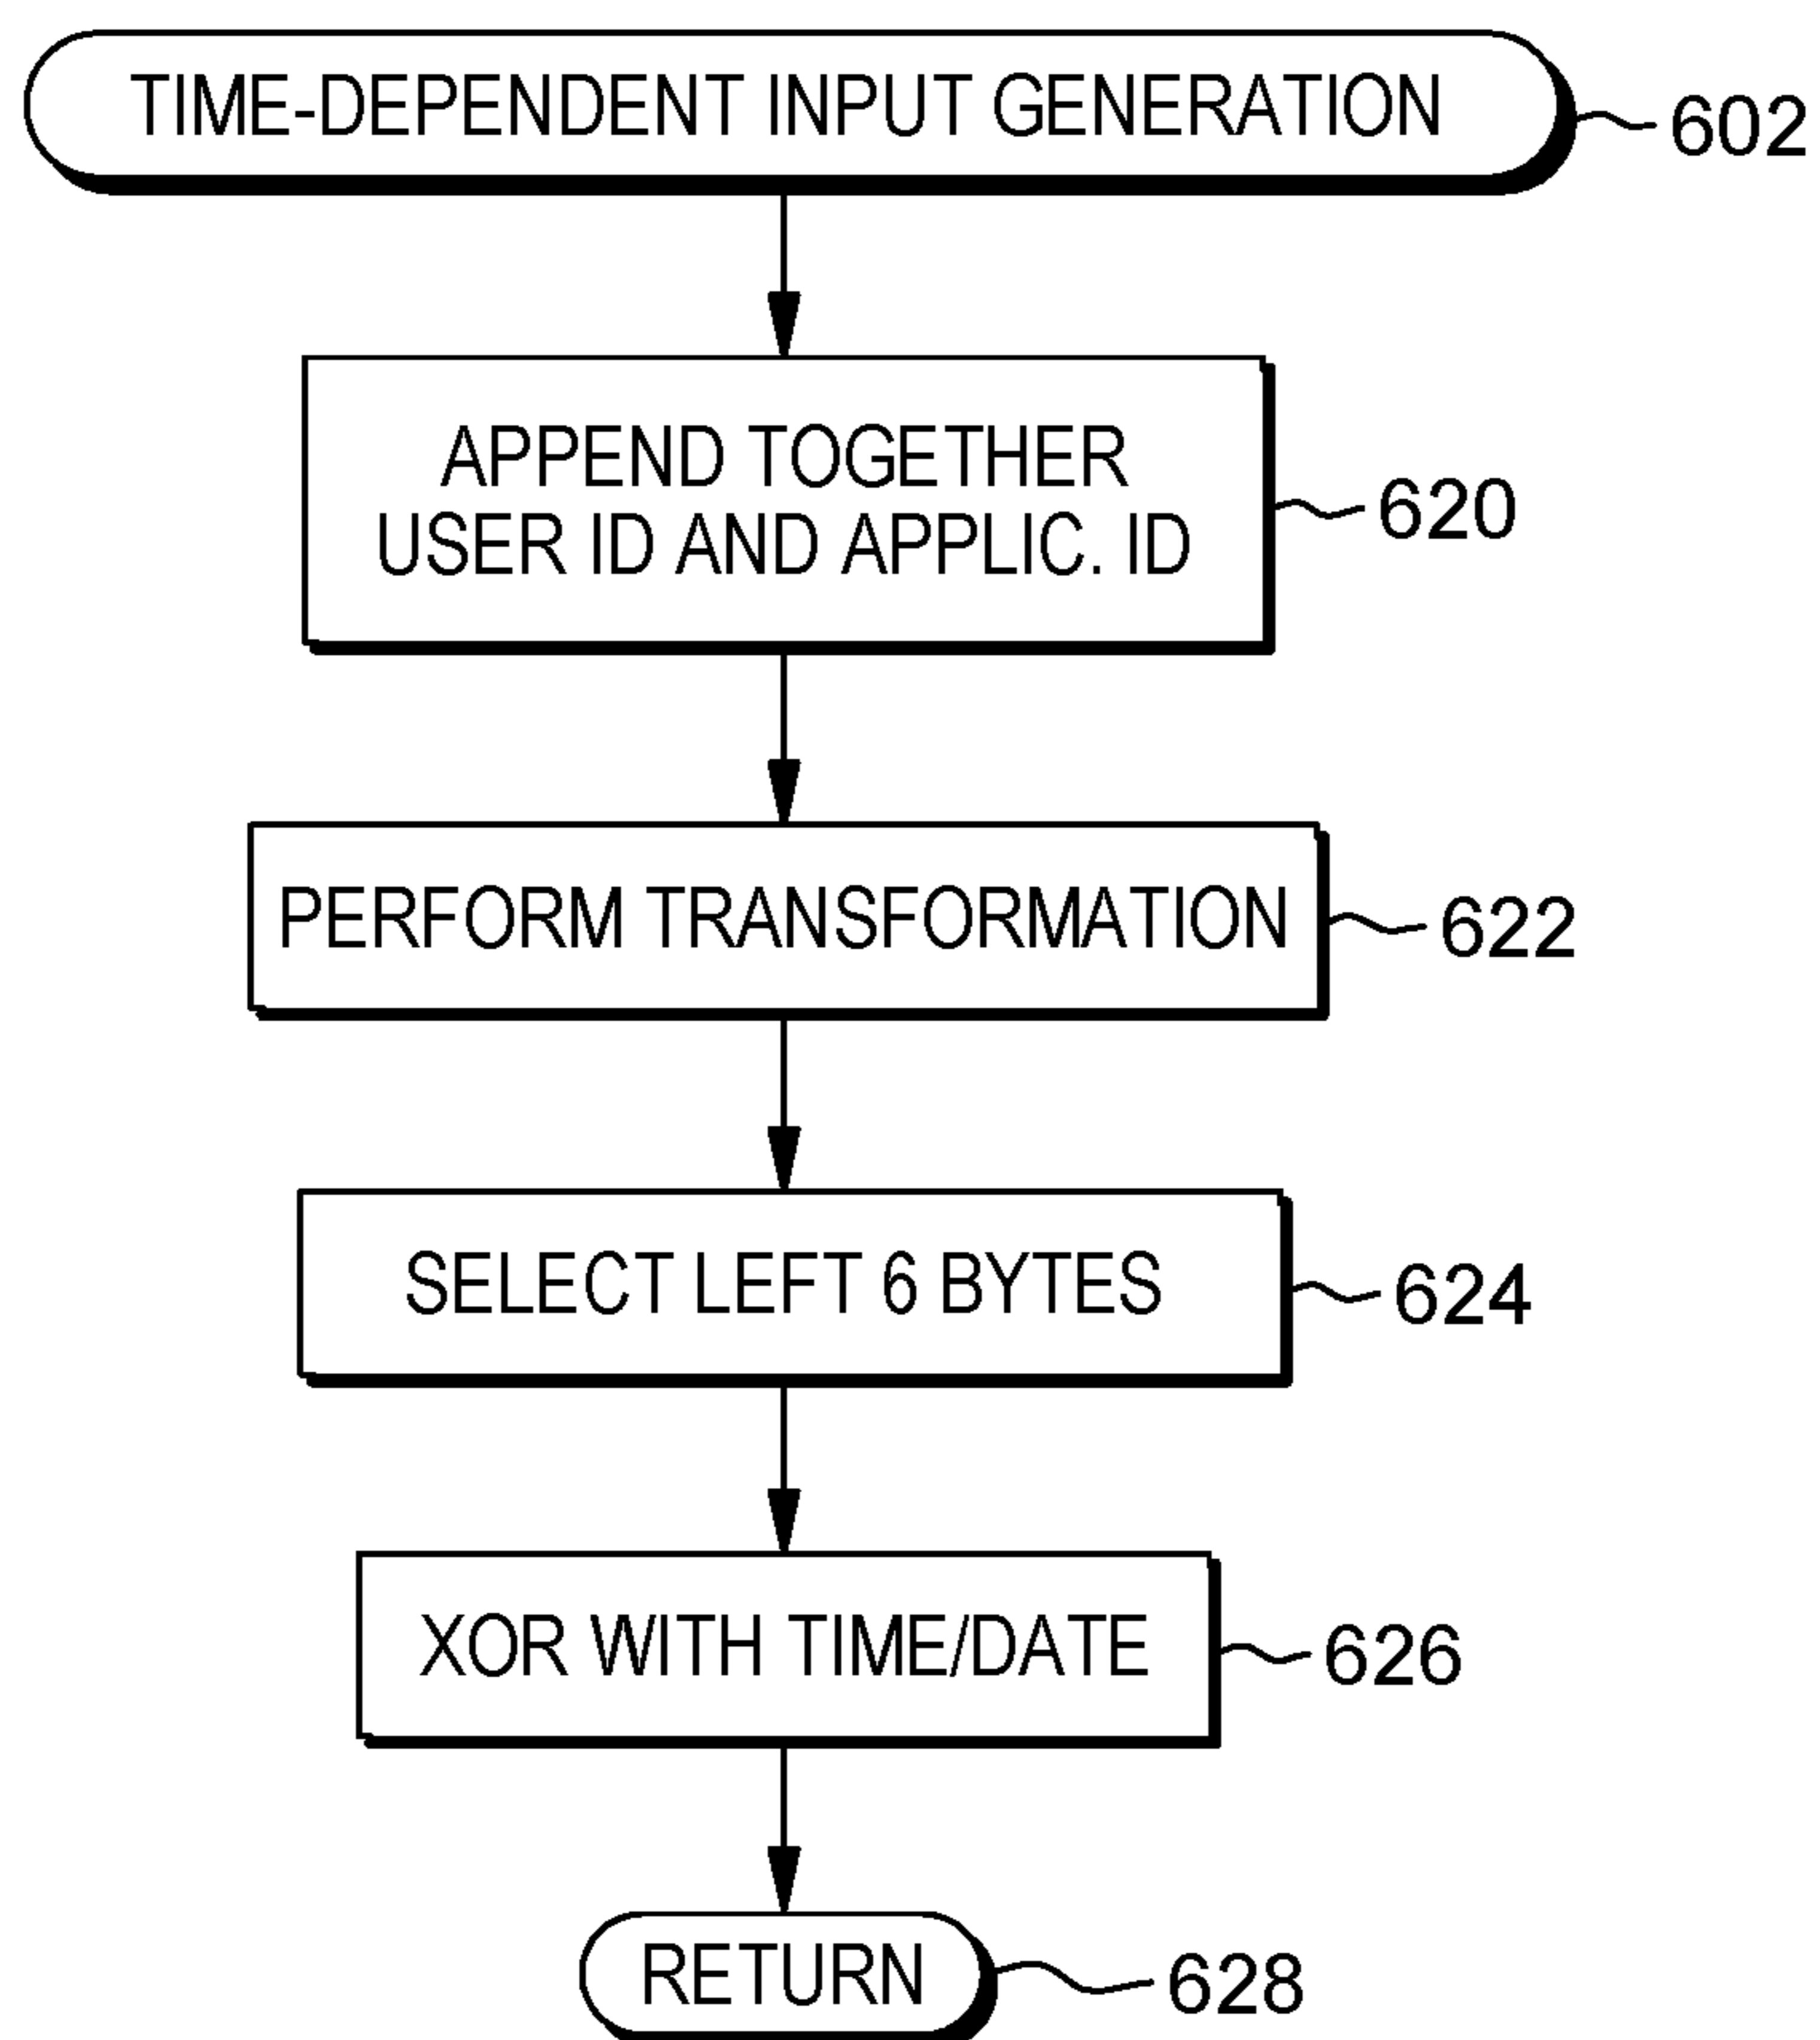 TIME-DEPENDENT INPUT GENERATION
602
APPEND TOGETHER
USER ID AND APPLIC. ID
620
PERFORM TRANSFORMATION
622
SELECT LEFT 6 BYTES
624
XOR WITH TIME/DATE
626
RETURN
628